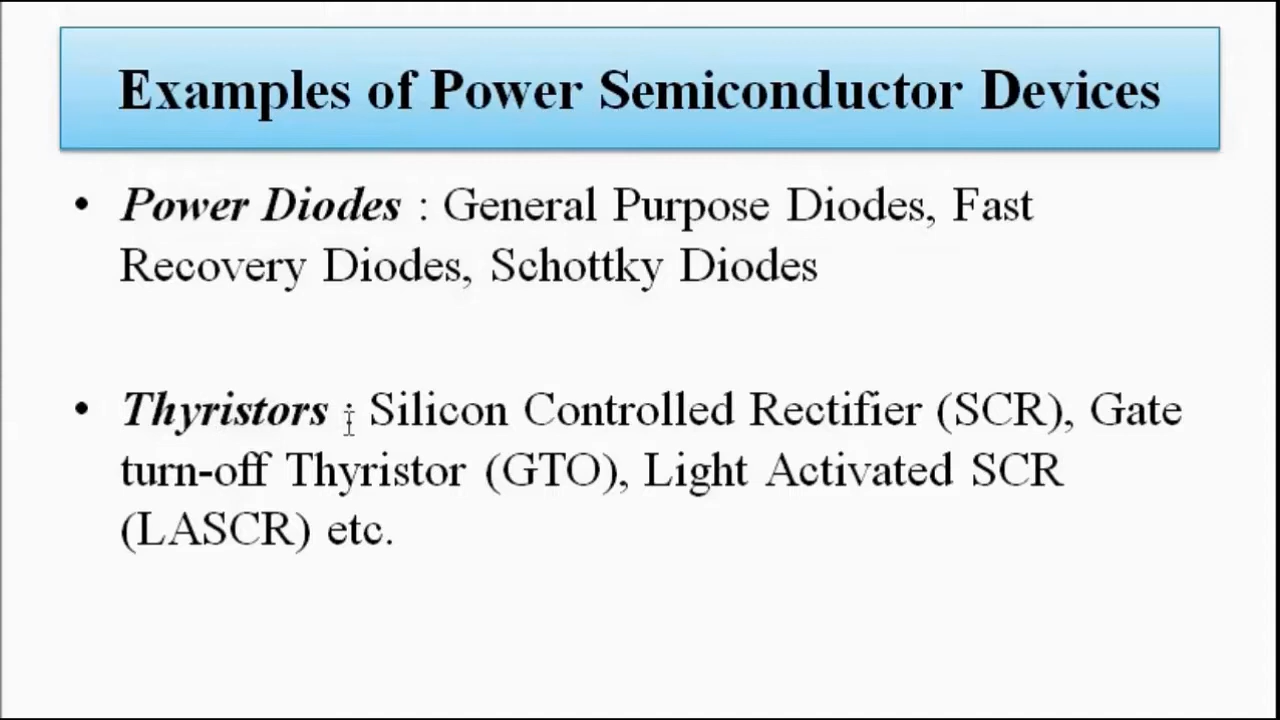 Examples of Power Semiconductor Devices
• Power Diodes : General Purpose Diodes, Fast
Recovery Diodes, Schottky Diodes
• Thyristors : Silicon Controlled Rectifier (SCR), Gate
turn-off Thyristor (GTO), Light Activated SCR
(LASCR) etc.